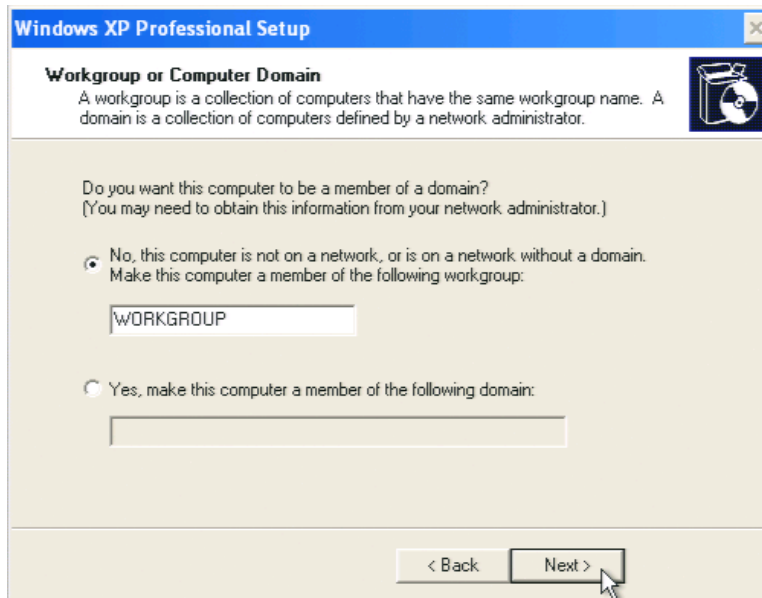 Windows XP Professional Setup
Workgroup or Computer Domain
A workgroup is a collection of computers that have the same workgroup name. A
domain is a collection of computers defined by a network administrator.
Do you want this computer to be a member of a domain?
(You may need to obtain this information from your network administrator.)
No, this computer is not on a network, or is on a network without a domain.
Make this computer a member of the following workgroup:
WORKGROUP
Yes, make this computer a member of the following domain:
< Back Next >